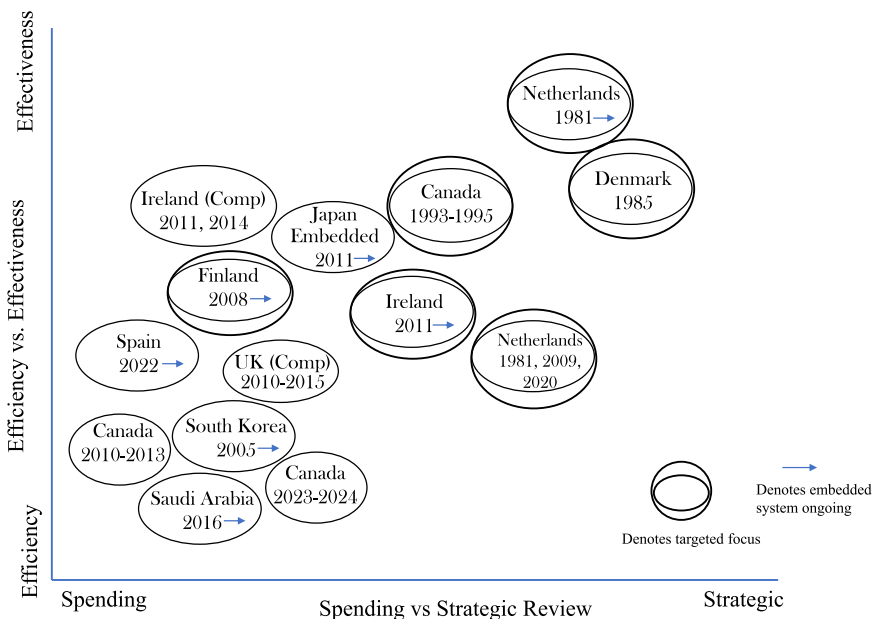 Effectiveness
Efficiency vs. Effectiveness
Efficiency
Netherlands
1981
Denmark
1985
Canada
1993-1995
Ireland (Comp)
2011, 2014
Japan
Embedded
2011
Finland
2008
Ireland
2011
Netherlands
1981, 2009,
2020
Spain
2022
UK (Comp)
2010-2015
Canada
2010-2013
South Korea
2005
Canada
2023-2024
Saudi Arabia
2016
Denotes targeted focus
Denotes embedded
system ongoing
Spending
Spending vs Strategic Review
Strategic